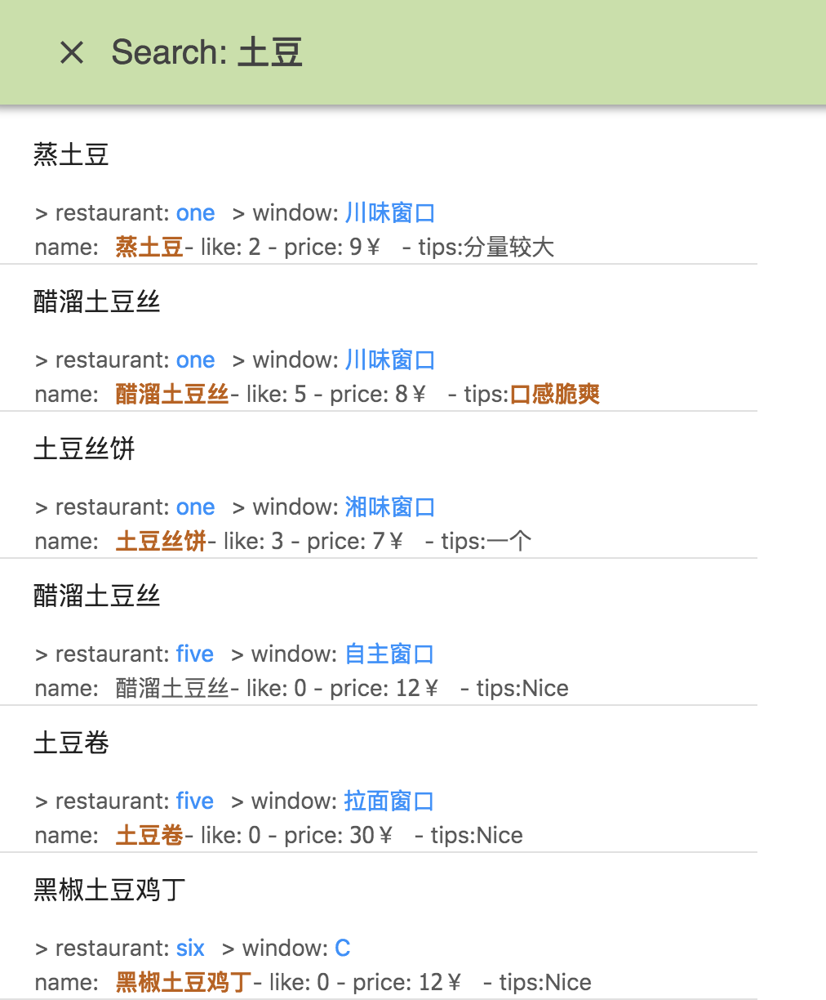 × Search: 土豆
蒸土豆
> restaurant: one > window: 川味窗口
name: 蒸土豆- like: 2 - price: 9¥ - tips:分量较大
醋溜土豆丝
> restaurant: one > window: 川味窗口
name: 醋溜土豆丝- like: 5 - price: 8¥ - tips:口感脆爽
土豆丝饼
> restaurant: one > window: 湘味窗口
name: 土豆丝饼- like: 3 - price: 7¥ - tips:一个
醋溜土豆丝
> restaurant: five > window: 自主窗口
name: 醋溜土豆丝- like: 0 - price: 12¥ - tips:Nice
土豆卷
> restaurant: five > window: 拉面窗口
name: 土豆卷- like: 0 - price: 30¥ - tips:Nice
黑椒土豆鸡丁
> restaurant: six > window: C
name: 黑椒土豆鸡丁- like: 0 - price: 12¥ - tips:Nice